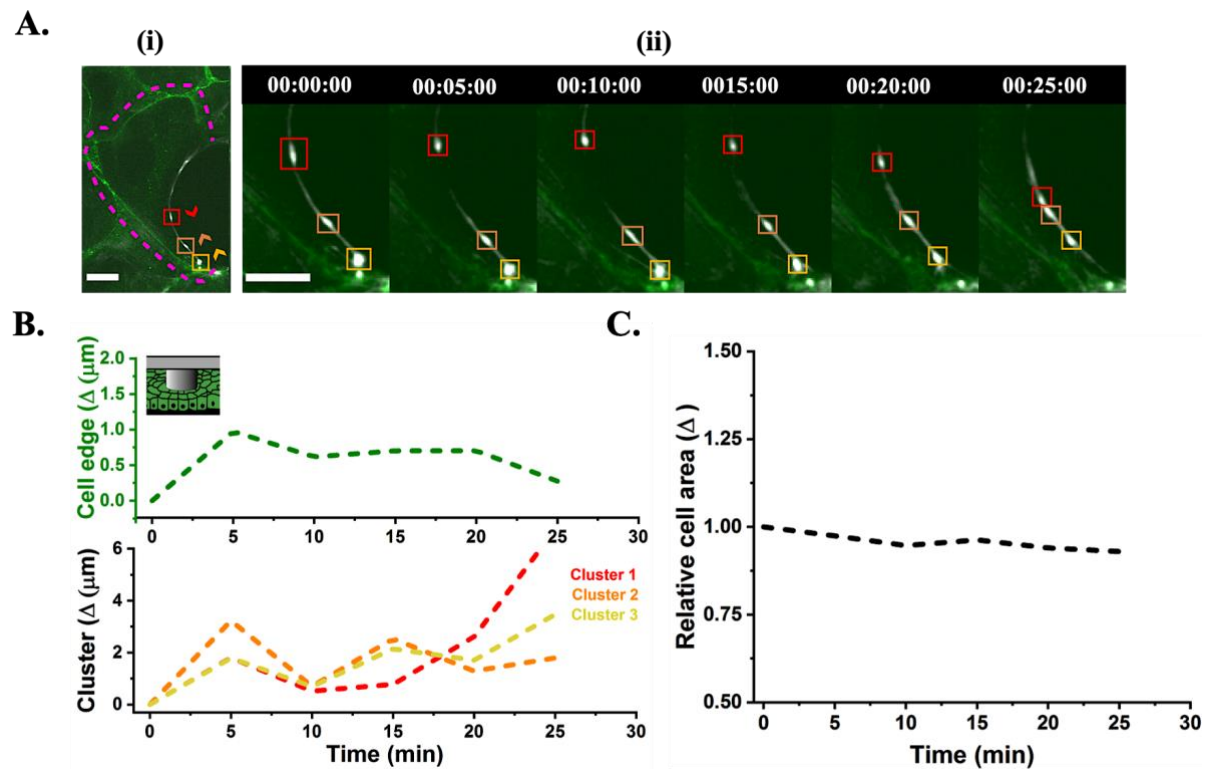 A.
(i)
(ii)
00:00:00 00:05:00 00:10:00 0015:00 00:20:00 00:25:00
B.
Cell edge (Δ (µm)
2.0
1.5
1.0
0.5
0.0
0 5 10 15 20 25 30
Cluster (Δ (µm)
6
4
2
0
Cluster 1
Cluster 2
Cluster 3
0 5 10 15 20 25 30
Time (min)
C.
Relative cell area (Δ)
1.50
1.25
1.00
0.75
0.50
0 5 10 15 20 25 30
Time (min)